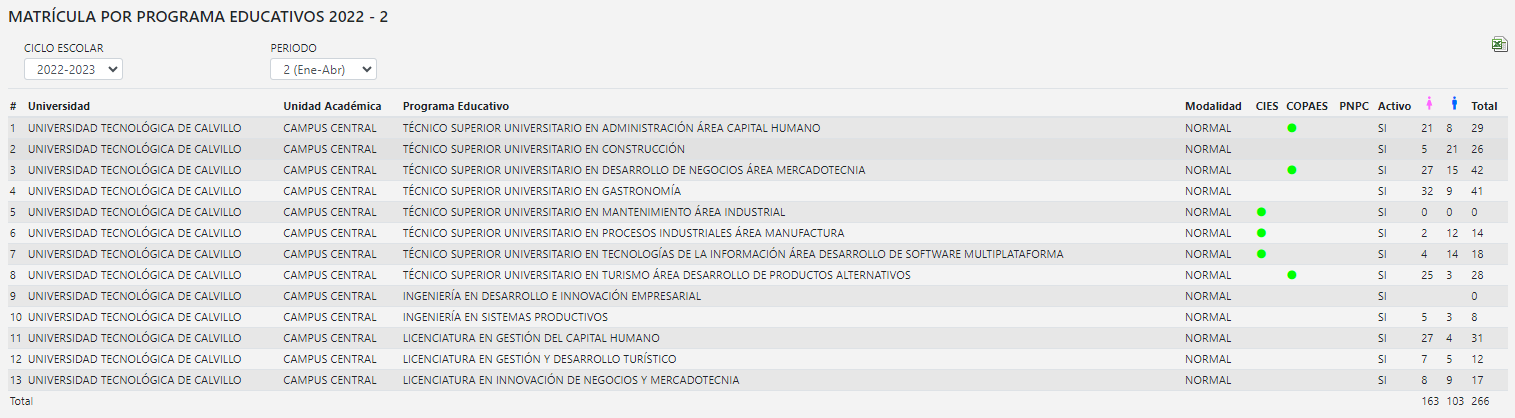 MATRÍCULA POR PROGRAMA EDUCATIVOS 2022 - 2
CICLO ESCOLAR PERIODO
2022-2023 2 (Ene-Abr)
# Universidad Unidad Académica Programa Educativo Modalidad CIES COPAES PNPC Activo Total
1 UNIVERSIDAD TECNOLÓGICA DE CALVILLO CAMPUS CENTRAL TÉCNICO SUPERIOR UNIVERSITARIO EN ADMINISTRACIÓN ÁREA CAPITAL HUMANO NORMAL SI 21 8 29
2 UNIVERSIDAD TECNOLÓGICA DE CALVILLO CAMPUS CENTRAL TÉCNICO SUPERIOR UNIVERSITARIO EN CONSTRUCCIÓN NORMAL SI 5 21 26
3 UNIVERSIDAD TECNOLÓGICA DE CALVILLO CAMPUS CENTRAL TÉCNICO SUPERIOR UNIVERSITARIO EN DESARROLLO DE NEGOCIOS ÁREA MERCADOTECNIA NORMAL SI 27 15 42
4 UNIVERSIDAD TECNOLÓGICA DE CALVILLO CAMPUS CENTRAL TÉCNICO SUPERIOR UNIVERSITARIO EN GASTRONOMÍA NORMAL SI 32 9 41
5 UNIVERSIDAD TECNOLÓGICA DE CALVILLO CAMPUS CENTRAL TÉCNICO SUPERIOR UNIVERSITARIO EN MANTENIMIENTO ÁREA INDUSTRIAL NORMAL SI 0 0 0
6 UNIVERSIDAD TECNOLÓGICA DE CALVILLO CAMPUS CENTRAL TÉCNICO SUPERIOR UNIVERSITARIO EN PROCESOS INDUSTRIALES ÁREA MANUFACTURA NORMAL SI 2 12 14
7 UNIVERSIDAD TECNOLÓGICA DE CALVILLO CAMPUS CENTRAL TÉCNICO SUPERIOR UNIVERSITARIO EN TECNOLOGÍAS DE LA INFORMACIÓN ÁREA DESARROLLO DE SOFTWARE MULTIPLATAFORMA NORMAL SI 4 14 18
8 UNIVERSIDAD TECNOLÓGICA DE CALVILLO CAMPUS CENTRAL TÉCNICO SUPERIOR UNIVERSITARIO EN TURISMO ÁREA DESARROLLO DE PRODUCTOS ALTERNATIVOS NORMAL SI 25 3 28
9 UNIVERSIDAD TECNOLÓGICA DE CALVILLO CAMPUS CENTRAL INGENIERÍA EN DESARROLLO E INNOVACIÓN EMPRESARIAL NORMAL SI 0
10 UNIVERSIDAD TECNOLÓGICA DE CALVILLO CAMPUS CENTRAL INGENIERÍA EN SISTEMAS PRODUCTIVOS NORMAL SI 5 3 8
11 UNIVERSIDAD TECNOLÓGICA DE CALVILLO CAMPUS CENTRAL LICENCIATURA EN GESTIÓN DEL CAPITAL HUMANO NORMAL SI 27 4 31
12 UNIVERSIDAD TECNOLÓGICA DE CALVILLO CAMPUS CENTRAL LICENCIATURA EN GESTIÓN Y DESARROLLO TURÍSTICO NORMAL SI 7 5 12
13 UNIVERSIDAD TECNOLÓGICA DE CALVILLO CAMPUS CENTRAL LICENCIATURA EN INNOVACIÓN DE NEGOCIOS Y MERCADOTECNIA NORMAL SI 8 9 17
Total 163 103 266